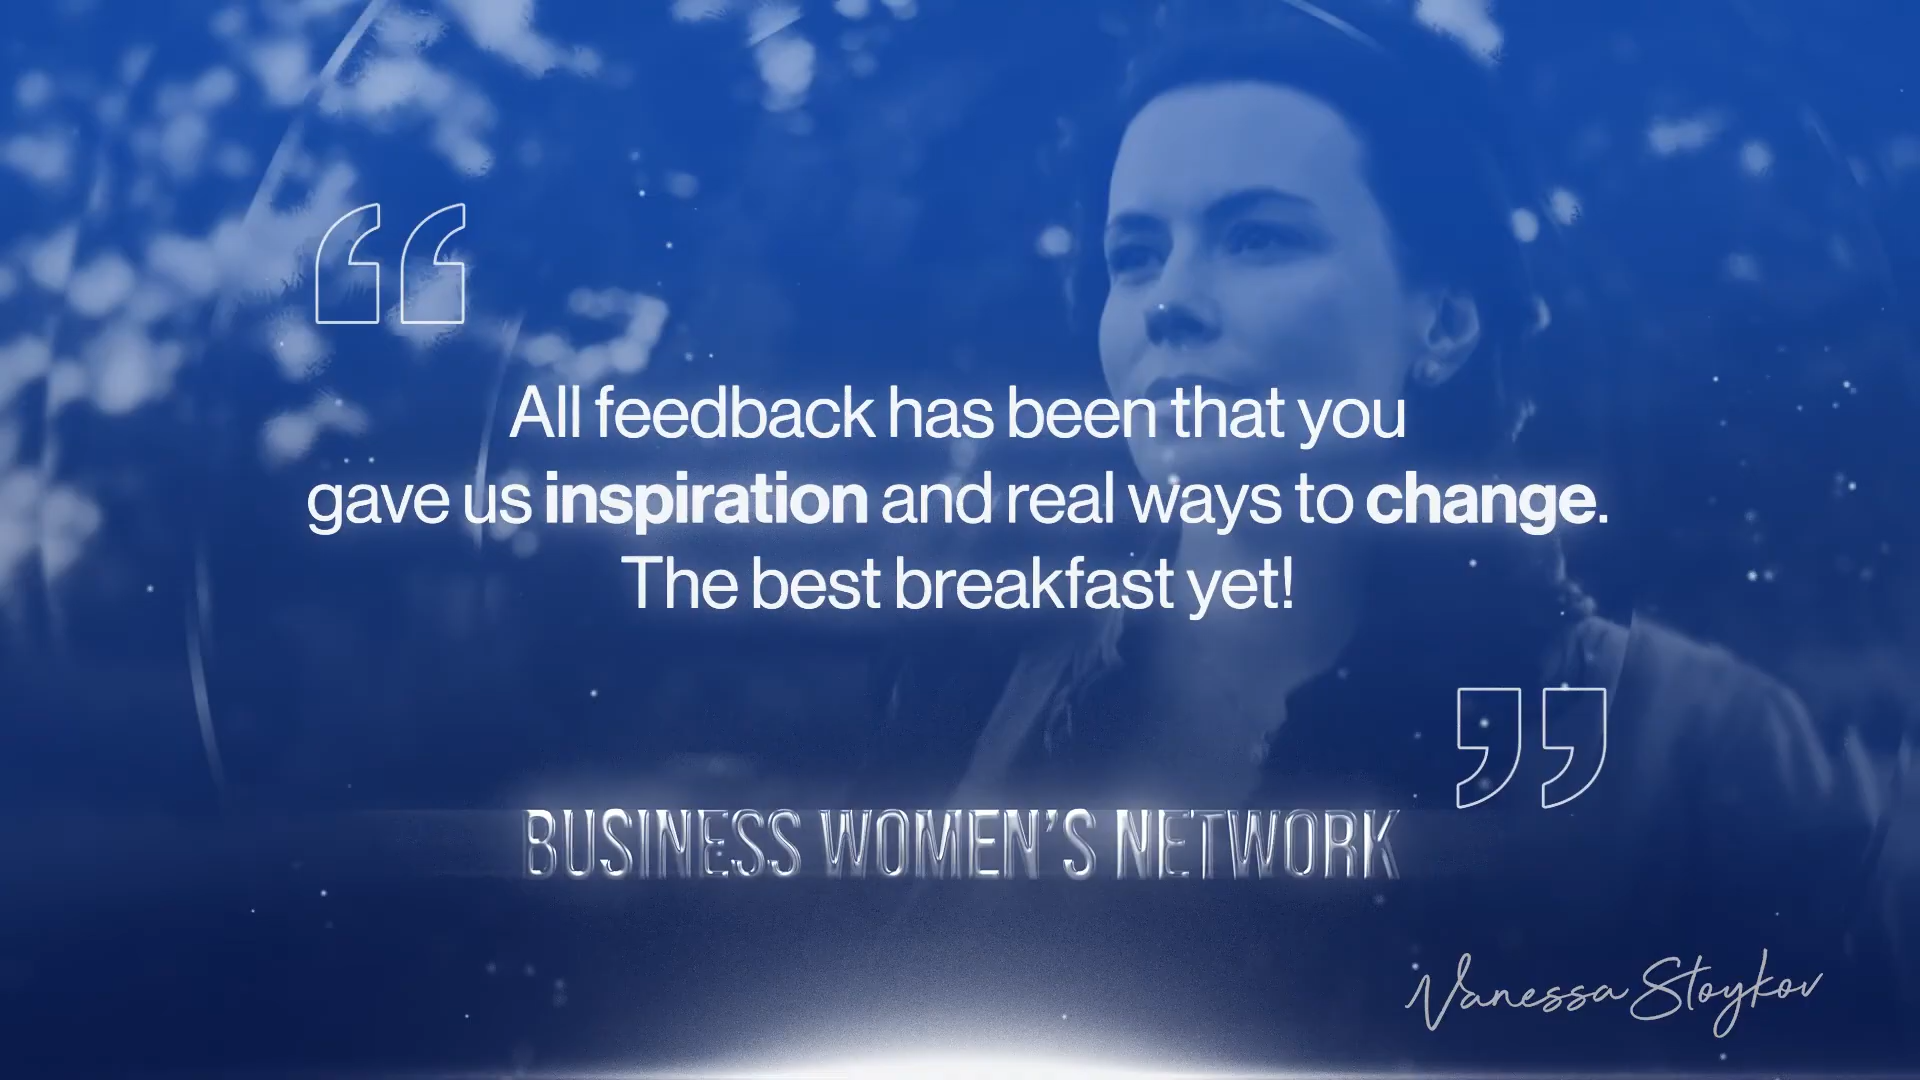 “
All feedback has been that you
gave us inspiration and real ways to change.
The best breakfast yet!
”
BUSINESS WOMEN’S NETWORK
Vanessa Stoykov